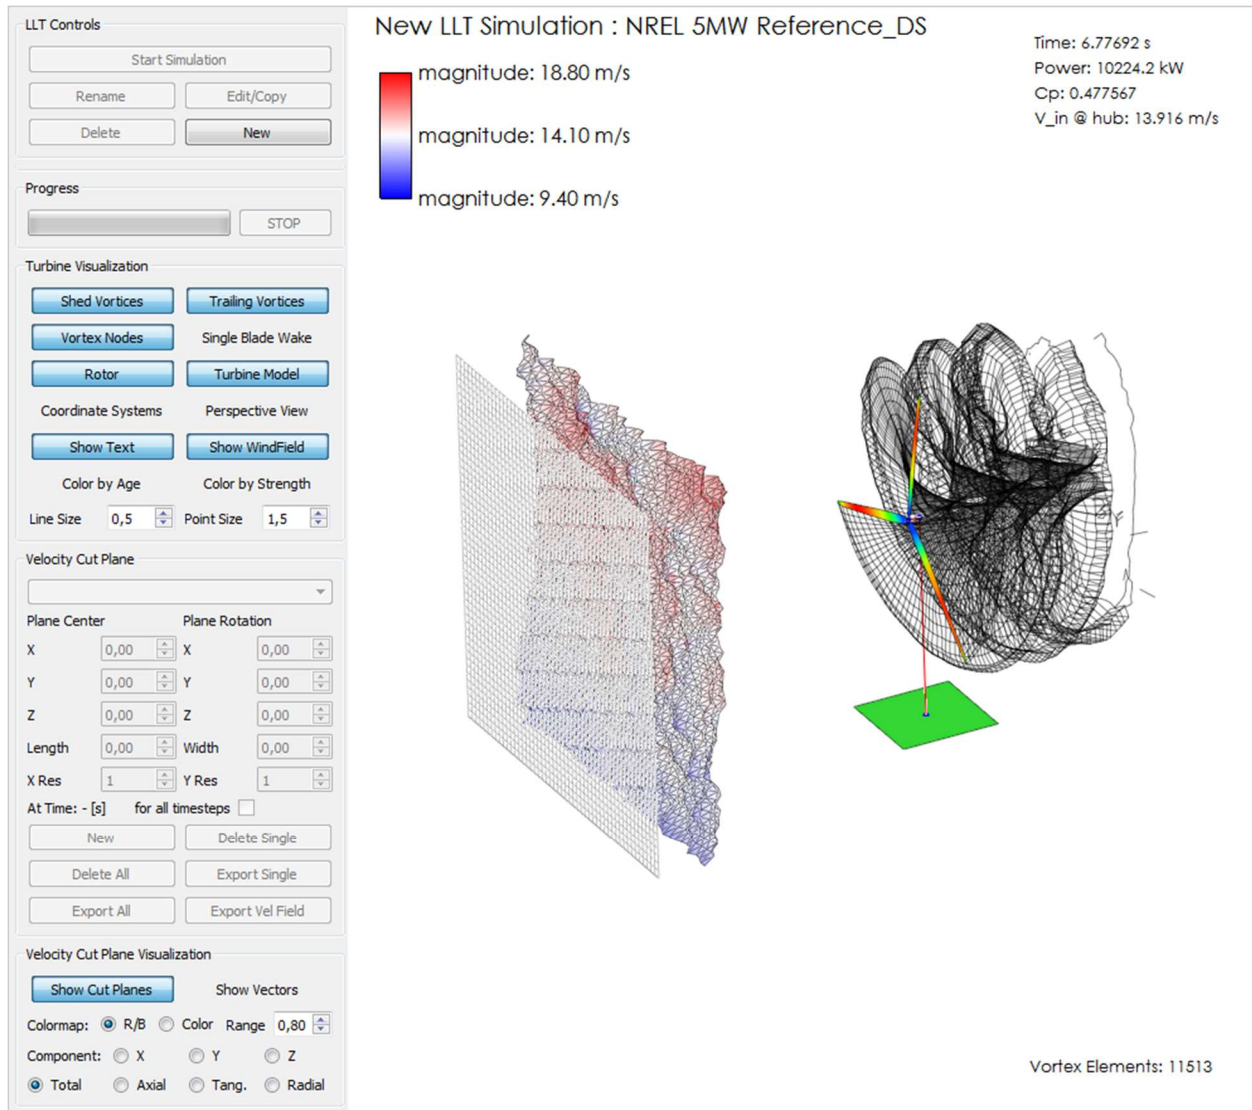 LLT Controls
Start Simulation
Rename Edit/Copy
Delete New
Progress
STOP
Turbine Visualization
Shed Vortices Trailing Vortices
Vortex Nodes Single Blade Wake
Rotor Turbine Model
Coordinate Systems Perspective View
Show Text Show WindField
Color by Age Color by Strength
Line Size 0,5 Point Size 1,5
Velocity Cut Plane
Plane Center Plane Rotation
X 0,00 X 0,00
Y 0,00 Y 0,00
Z 0,00 Z 0,00
Length 0,00 Width 0,00
X Res 1 Y Res 1
At Time: - [s] for all timesteps
New Delete Single
Delete All Export Single
Export All Export Vel Field
Velocity Cut Plane Visualization
Show Cut Planes Show Vectors
Colormap: R/B Color Range 0,80
Component: X Y Z
Total Axial Tang. Radial
New LLT Simulation : NREL 5MW Reference_DS
magnitude: 18.80 m/s
magnitude: 14.10 m/s
magnitude: 9.40 m/s
Time: 6.77692 s
Power: 10224.2 kW
Cp: 0.477567
V_in @ hub: 13.916 m/s
Vortex Elements: 11513